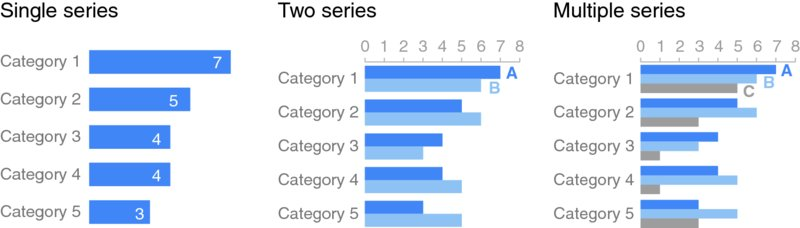 Single series
Category 1 7
Category 2 5
Category 3 4
Category 4 4
Category 5 3
Two series
0 1 2 3 4 5 6 7 8
Category 1 A
B
Category 2
Category 3
Category 4
Category 5
Multiple series
0 1 2 3 4 5 6 7 8
Category 1 A
B
C
Category 2
Category 3
Category 4
Category 5